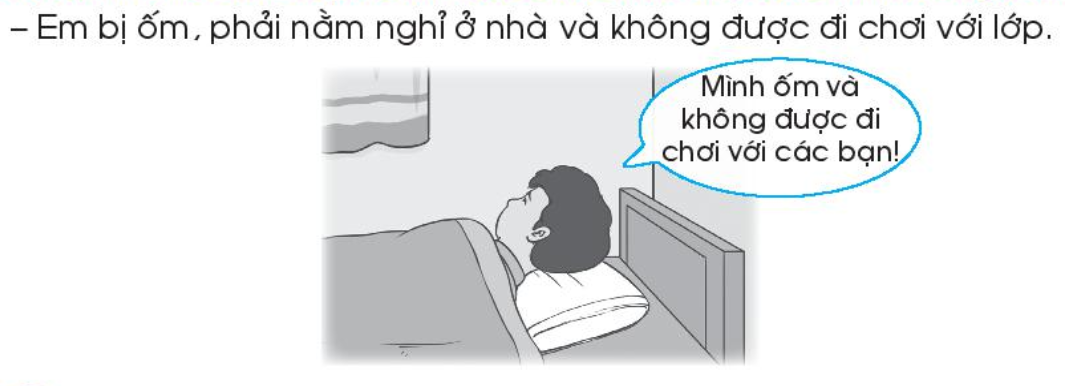 – Em bị ốm, phải nằm nghỉ ở nhà và không được đi chơi với lớp.
Mình ốm và
không được đi
chơi với các bạn!